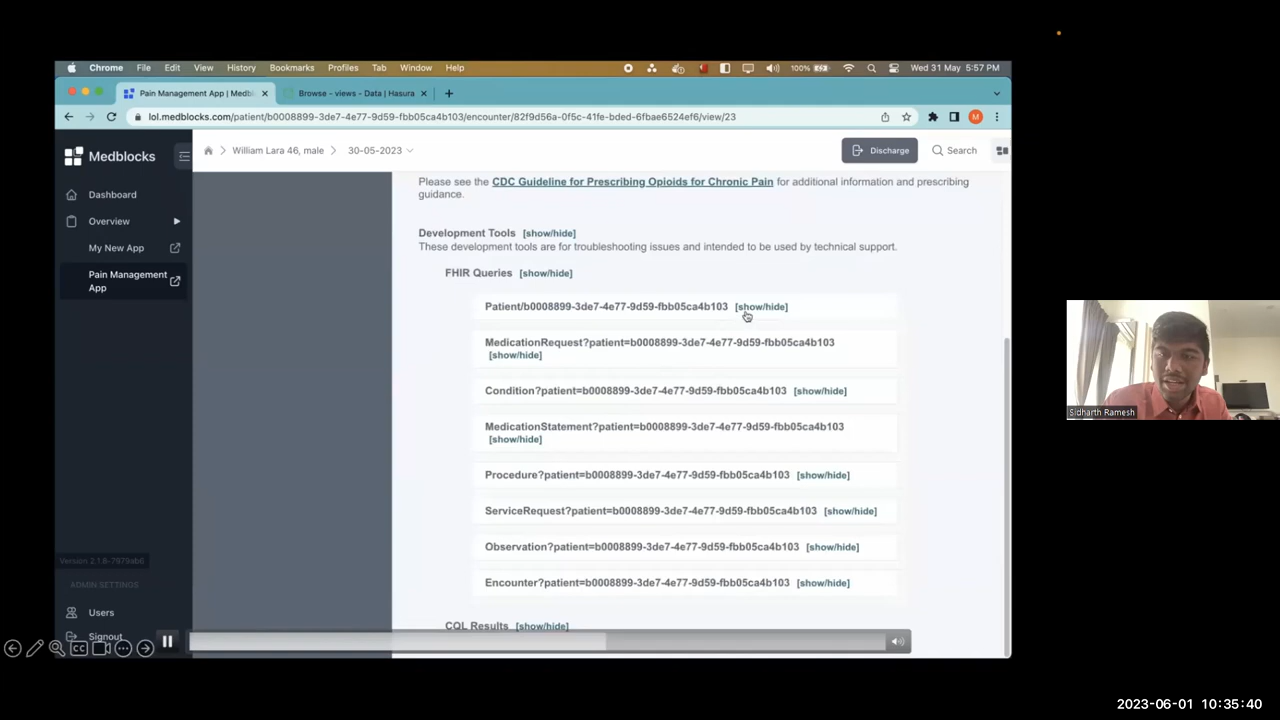 Chrome File Edit View History Bookmarks Profiles Tab Window Help 100% Wed 31 May 5:57 PM
Pain Management App | Medbl × Browse - views - Data | Hasura × +
lol.medblocks.com/patient/b0008899-3de7-4e77-9d59-fbb05ca4b103/encounter/82f9d56a-0f5c-41fe-bded-6fbae6524ef6/view/23 M
Medblocks
William Lara 46, male > 30-05-2023
Discharge
Search
Dashboard
Overview
My New App
Pain Management
App
Version 2.1.8-7979ab6
ADMIN SETTINGS
Users
Signout
Please see the CDC Guideline for Prescribing Opioids for Chronic Pain for additional information and prescribing
guidance.
Development Tools [show/hide]
These development tools are for troubleshooting issues and intended to be used by technical support.
FHIR Queries [show/hide]
Patient/b0008899-3de7-4e77-9d59-fbb05ca4b103 [show/hide]
MedicationRequest?patient=b0008899-3de7-4e77-9d59-fbb05ca4b103
[show/hide]
Condition?patient=b0008899-3de7-4e77-9d59-fbb05ca4b103 [show/hide]
MedicationStatement?patient=b0008899-3de7-4e77-9d59-fbb05ca4b103
[show/hide]
Procedure?patient=b0008899-3de7-4e77-9d59-fbb05ca4b103 [show/hide]
ServiceRequest?patient=b0008899-3de7-4e77-9d59-fbb05ca4b103 [show/hide]
Observation?patient=b0008899-3de7-4e77-9d59-fbb05ca4b103 [show/hide]
Encounter?patient=b0008899-3de7-4e77-9d59-fbb05ca4b103 [show/hide]
CQL Results [show/hide]
CC
Sidharth Ramesh
2023-06-01 10:35:40